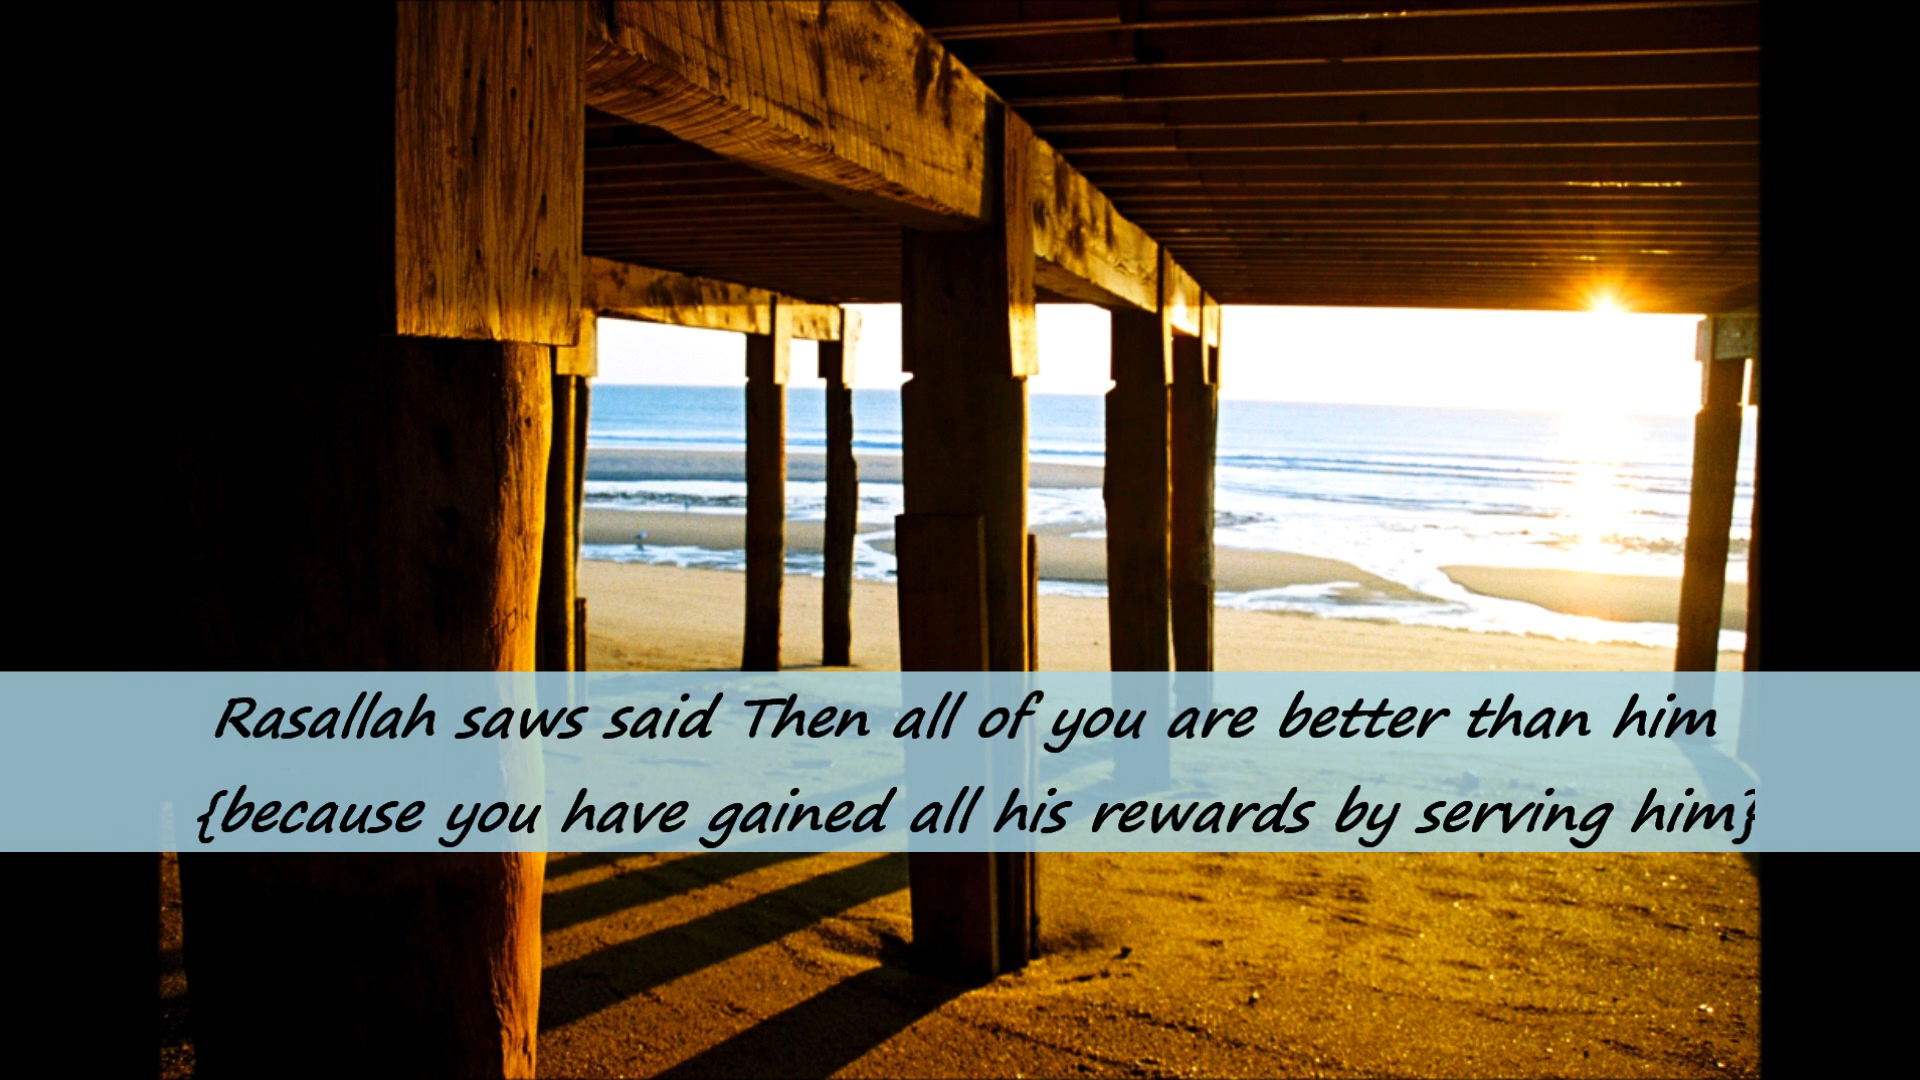 Rasallah saws said Then all of you are better than him
{because you have gained all his rewards by serving him}